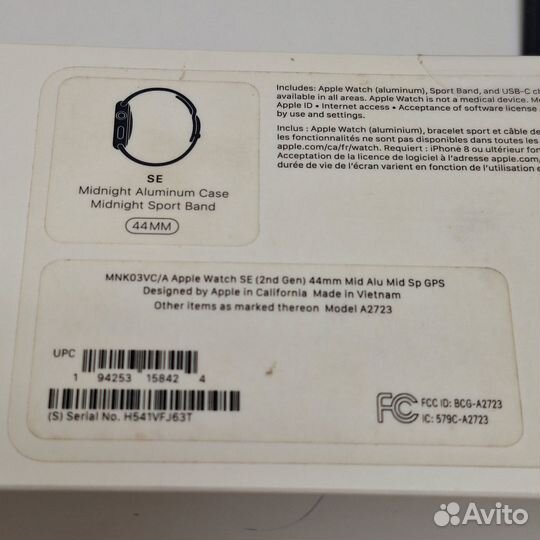 Includes: Apple Watch (aluminum), Sport Band, and USB-C
available in all areas. Apple Watch is not a medical device.
Apple ID • Internet access • Acceptance of software license
by use and settings.
Inclus : Apple Watch (aluminium), bracelet sport et câble de
les fonctionnalités ne sont pas disponibles dans toutes les
apple.com/ca/fr/watch. Requiert : iPhone 8 ou ultérieur
Acceptation de la licence de logiciel à l'adresse apple.com/
durée de vie de l'écran varient en fonction de l'utilisation
SE
Midnight Aluminum Case
Midnight Sport Band
44MM
MNK03VC/A Apple Watch SE (2nd Gen) 44mm Mid Alu Mid Sp GPS
Designed by Apple in California Made in Vietnam
Other items as marked thereon Model A2723
UPC
1 94253 15842 4
(S) Serial No. H541VFJ63T
FC FCC ID: BCG-A2723
IC: 579C-A2723
Avito